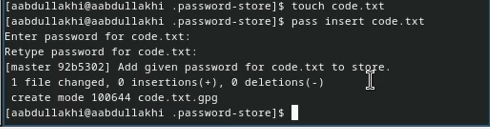 [aabdullakhi@aabdullakhi .password-store]$ touch code.txt
[aabdullakhi@aabdullakhi .password-store]$ pass insert code.txt
Enter password for code.txt:
Retype password for code.txt:
[master 92b5302] Add given password for code.txt to store.
 1 file changed, 0 insertions(+), 0 deletions(-)
 create mode 100644 code.txt.gpg
[aabdullakhi@aabdullakhi .password-store]$